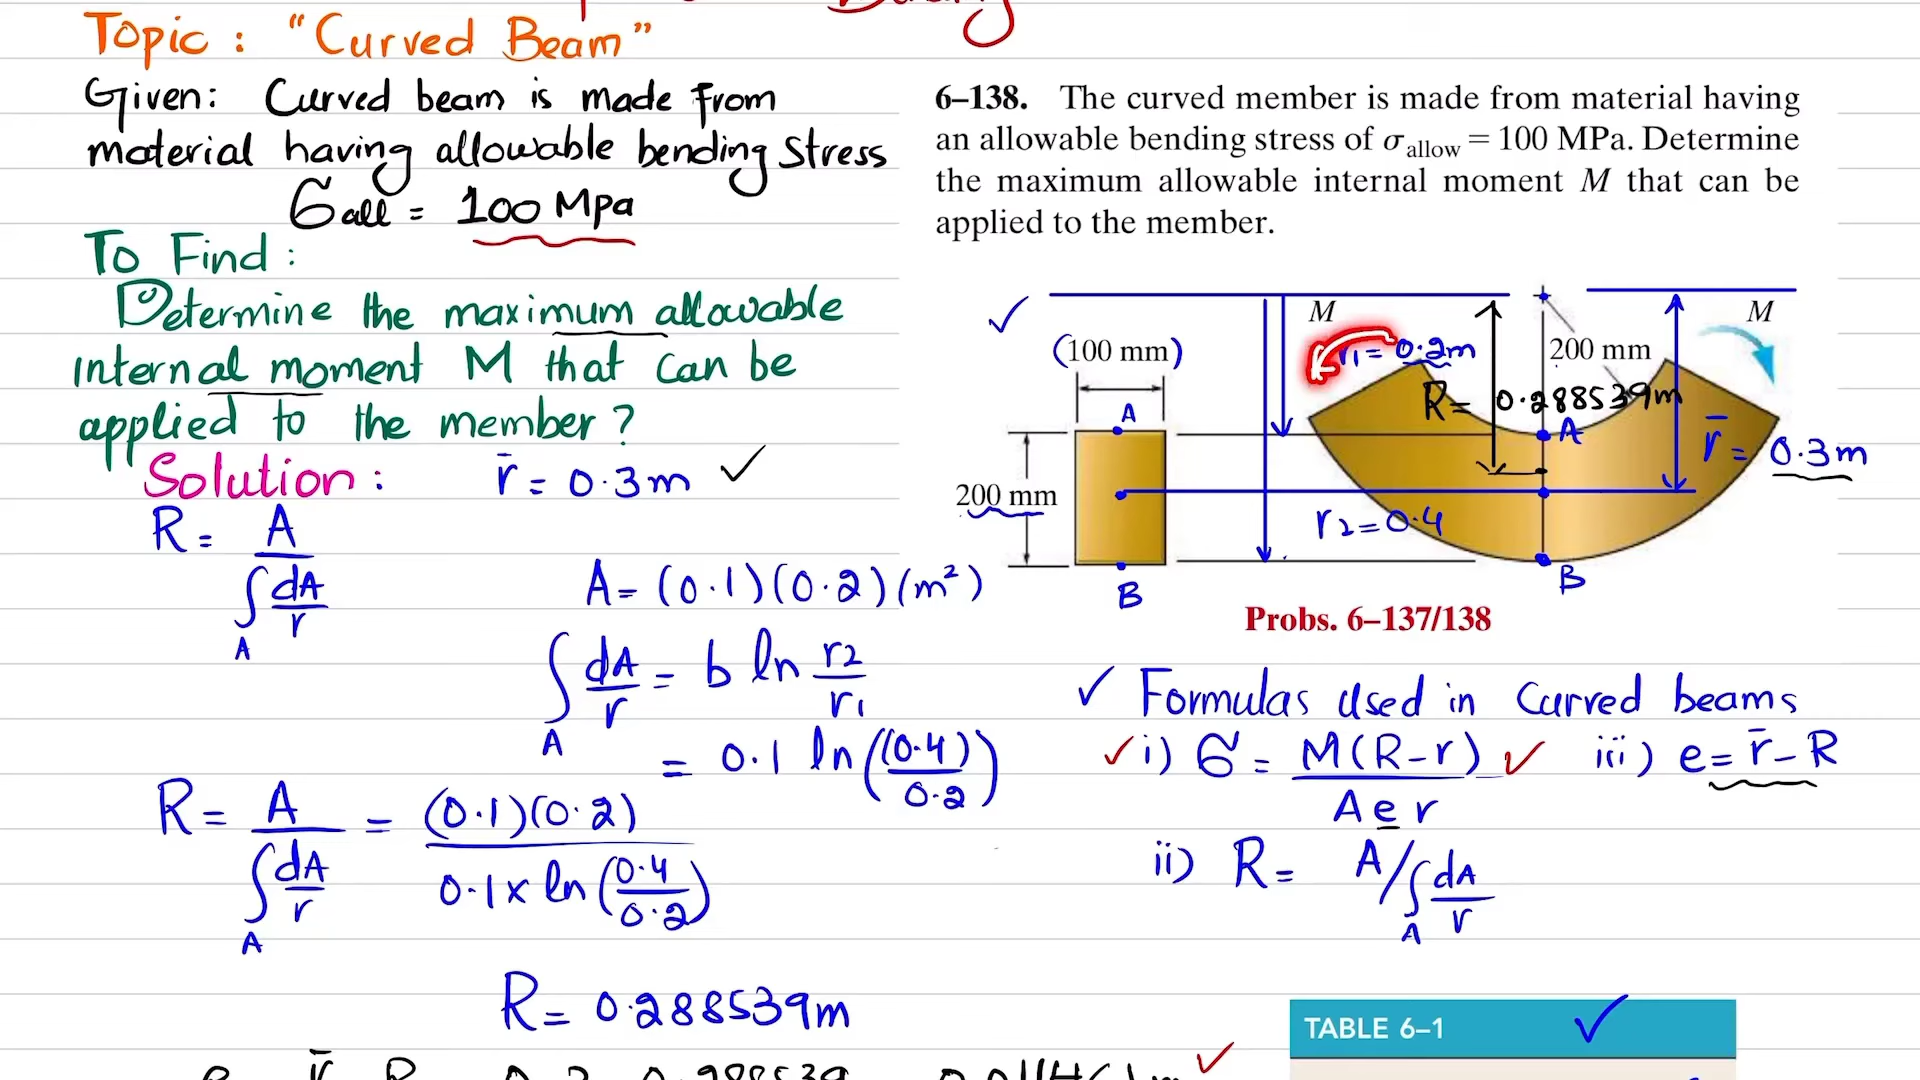 Topic : "Curved Beam"
Given: Curved beam is made from
material having allowable bending stress
σall = 100 MPa
To Find :
Determine the maximum allowable
internal moment M that can be
applied to the member?
Solution : r̄ = 0.3m ✓
R = A / ∫A dA/r
A = (0.1)(0.2)(m²)
∫A dA/r = b ln r2/r1
= 0.1 ln((0.4)/0.2)
R = A / ∫A dA/r = (0.1)(0.2) / 0.1 x ln(0.4/0.2)
R = 0.288539m
6–138. The curved member is made from material having
an allowable bending stress of σallow = 100 MPa. Determine
the maximum allowable internal moment M that can be
applied to the member.
M
M
(100 mm)
r1 = 0.2m
200 mm
R = 0.288539m
A
A
r̄ = 0.3m
200 mm
r2 = 0.4
B
B
Probs. 6–137/138
✓ Formulas used in Curved beams
✓ i) σ = M(R-r) / A e r ✓ iii) e = r̄ - R
ii) R = A / ∫A dA/r
TABLE 6–1 ✓